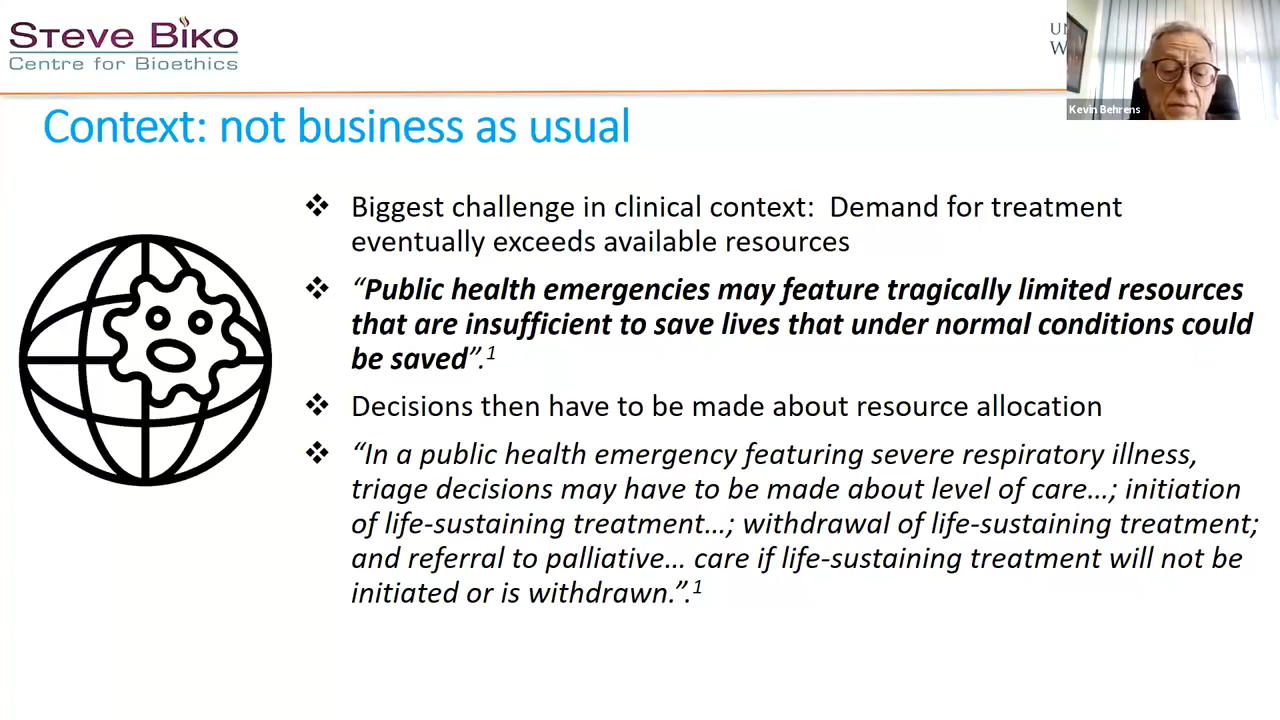 Steve Biko
Centre for Bioethics
UN
W
Kevin Behrens
Context: not business as usual
❖ Biggest challenge in clinical context:  Demand for treatment
eventually exceeds available resources
❖ “Public health emergencies may feature tragically limited resources
that are insufficient to save lives that under normal conditions could
be saved”.1
❖ Decisions then have to be made about resource allocation
❖ “In a public health emergency featuring severe respiratory illness,
triage decisions may have to be made about level of care…; initiation
of life-sustaining treatment…; withdrawal of life-sustaining treatment;
and referral to palliative… care if life-sustaining treatment will not be
initiated or is withdrawn.”.1